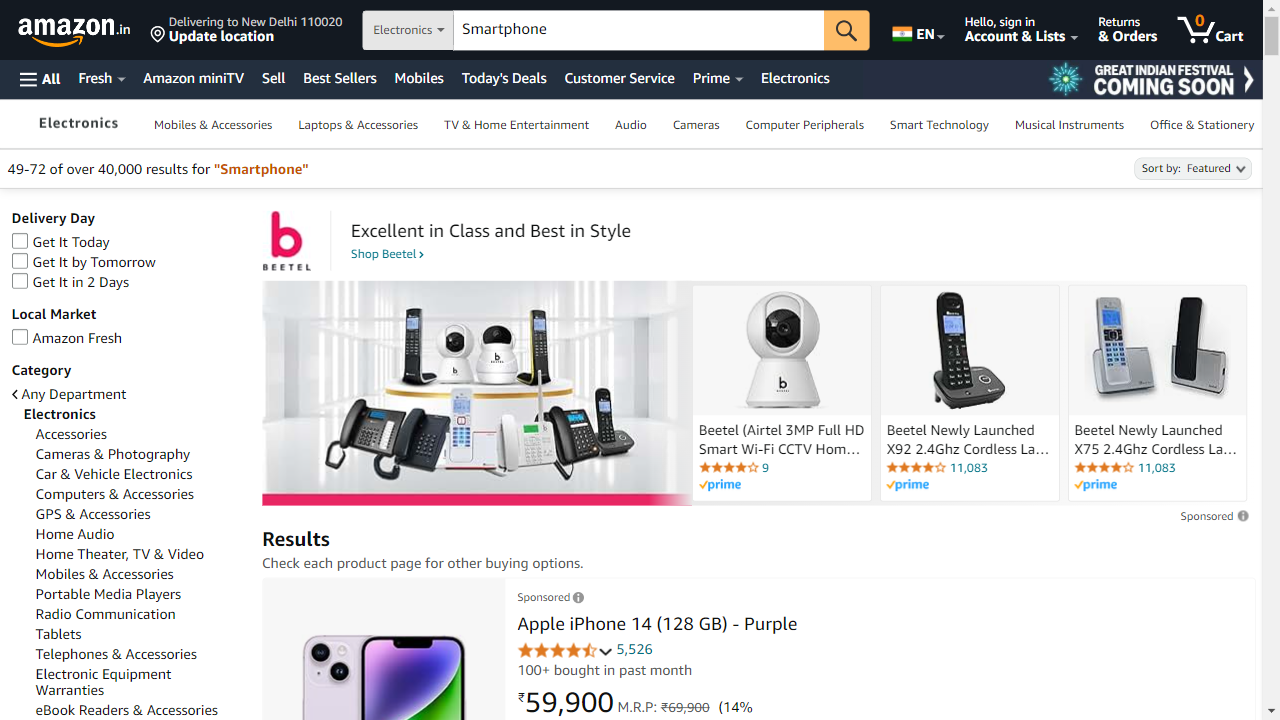 amazon.in
Delivering to New Delhi 110020
Update location
Electronics
Smartphone
EN
Hello, sign in
Account & Lists
Returns
& Orders
0
Cart
All
Fresh
Amazon miniTV
Sell
Best Sellers
Mobiles
Today's Deals
Customer Service
Prime
Electronics
GREAT INDIAN FESTIVAL
COMING SOON
Electronics
Mobiles & Accessories
Laptops & Accessories
TV & Home Entertainment
Audio
Cameras
Computer Peripherals
Smart Technology
Musical Instruments
Office & Stationery
49-72 of over 40,000 results for "Smartphone"
Sort by: Featured
Delivery Day
Get It Today
Get It by Tomorrow
Get It in 2 Days
Local Market
Amazon Fresh
Category
Any Department
Electronics
Accessories
Cameras & Photography
Car & Vehicle Electronics
Computers & Accessories
GPS & Accessories
Home Audio
Home Theater, TV & Video
Mobiles & Accessories
Portable Media Players
Radio Communication
Tablets
Telephones & Accessories
Electronic Equipment
Warranties
eBook Readers & Accessories
b
BEETEL
Excellent in Class and Best in Style
Shop Beetel
Beetel (Airtel 3MP Full HD
Smart Wi-Fi CCTV Hom…
9
prime
Beetel Newly Launched
X92 2.4Ghz Cordless La…
11,083
prime
Beetel Newly Launched
X75 2.4Ghz Cordless La…
11,083
prime
Sponsored
Results
Check each product page for other buying options.
Sponsored
Apple iPhone 14 (128 GB) - Purple
5,526
100+ bought in past month
₹59,900 M.R.P: ₹69,900 (14%